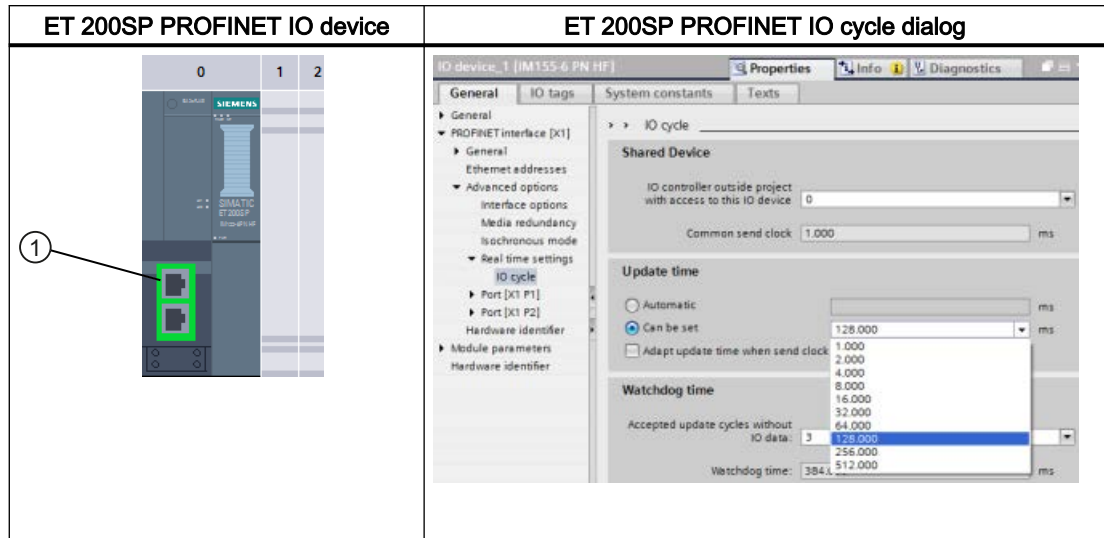 ET 200SP PROFINET IO device
ET 200SP PROFINET IO cycle dialog
0 1 2
SIEMENS
SIMATIC
ET 200SP
1
IO device_1 [IM155-6 PN HF]
Properties Info Diagnostics
General IO tags System constants Texts
General
PROFINET interface [X1]
General
Ethernet addresses
Advanced options
Interface options
Media redundancy
Isochronous mode
Real time settings
IO cycle
Port [X1 P1]
Port [X1 P2]
Hardware identifier
Module parameters
Hardware identifier
IO cycle
Shared Device
IO controller outside project
with access to this IO device 0
Common send clock 1.000 ms
Update time
Automatic ms
Can be set 128.000 ms
Adapt update time when send clock
1.000
2.000
4.000
8.000
16.000
32.000
64.000
128.000
256.000
512.000
Watchdog time
Accepted update cycles without
IO data: 3
Watchdog time: 384. ms